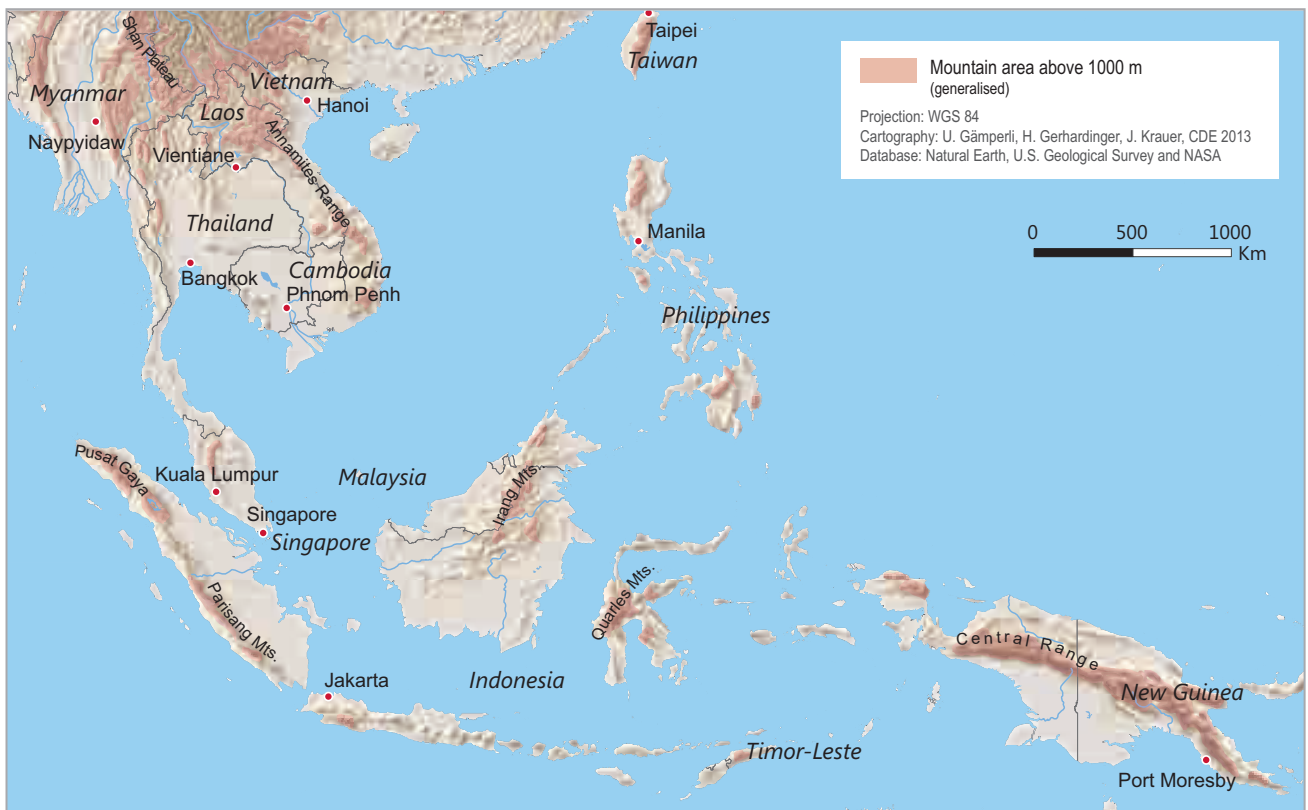 Taipei
Taiwan
Shan Plateau
Vietnam
Hanoi
Myanmar
Laos
Naypyidaw
Annamites Range
Vientiane
Thailand
Bangkok
Cambodia
Phnom Penh
Manila
Philippines
Mountain area above 1000 m
(generalised)
Projection: WGS 84
Cartography: U. Gämperli, H. Gerhardinger, J. Krauer, CDE 2013
Database: Natural Earth, U.S. Geological Survey and NASA
0 500 1000
Km
Pusat Gaya
Kuala Lumpur
Malaysia
Irang Mts.
Singapore
Singapore
Parisang Mts.
Quarles Mts.
Jakarta
Indonesia
Central Range
New Guinea
Timor-Leste
Port Moresby